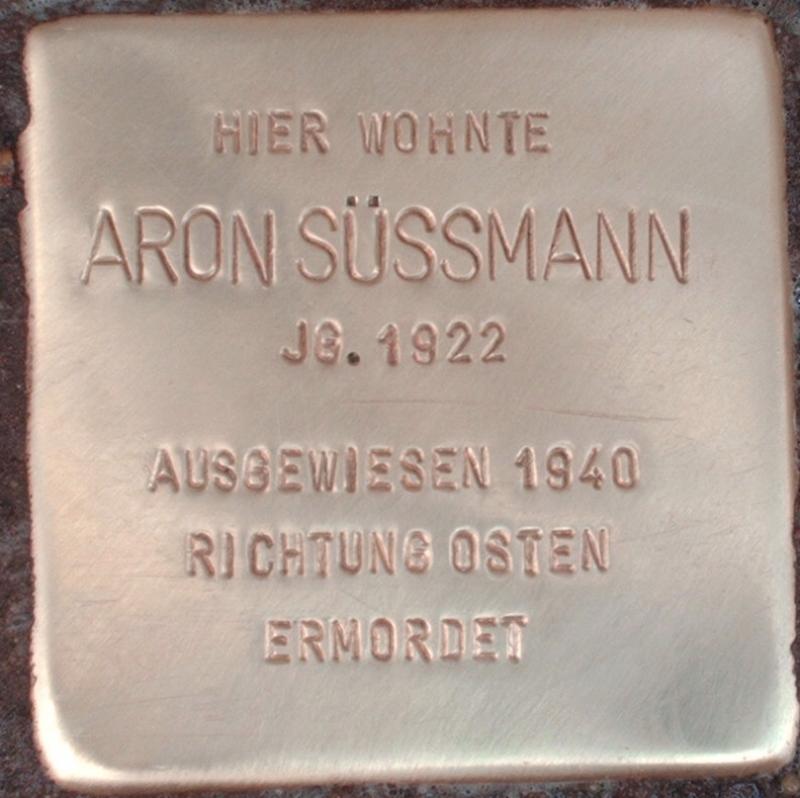 HIER WOHNTE
ARON SÜSSMANN
JG. 1922
AUSGEWIESEN 1940
RICHTUNG OSTEN
ERMORDET